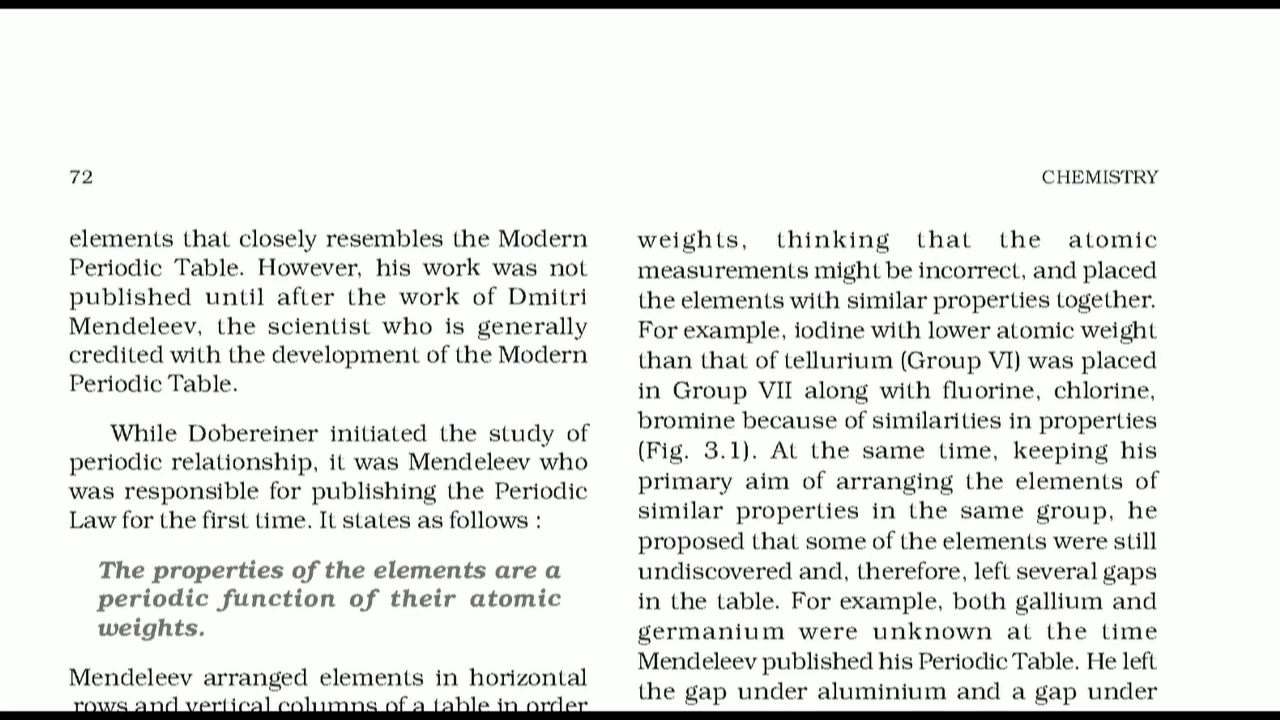 72
CHEMISTRY
elements that closely resembles the Modern
Periodic Table. However, his work was not
published until after the work of Dmitri
Mendeleev, the scientist who is generally
credited with the development of the Modern
Periodic Table.
While Dobereiner initiated the study of
periodic relationship, it was Mendeleev who
was responsible for publishing the Periodic
Law for the first time. It states as follows :
The properties of the elements are a
periodic function of their atomic
weights.
Mendeleev arranged elements in horizontal
rows and vertical columns of a table in order
weights, thinking that the atomic
measurements might be incorrect, and placed
the elements with similar properties together.
For example, iodine with lower atomic weight
than that of tellurium (Group VI) was placed
in Group VII along with fluorine, chlorine,
bromine because of similarities in properties
(Fig. 3.1). At the same time, keeping his
primary aim of arranging the elements of
similar properties in the same group, he
proposed that some of the elements were still
undiscovered and, therefore, left several gaps
in the table. For example, both gallium and
germanium were unknown at the time
Mendeleev published his Periodic Table. He left
the gap under aluminium and a gap under